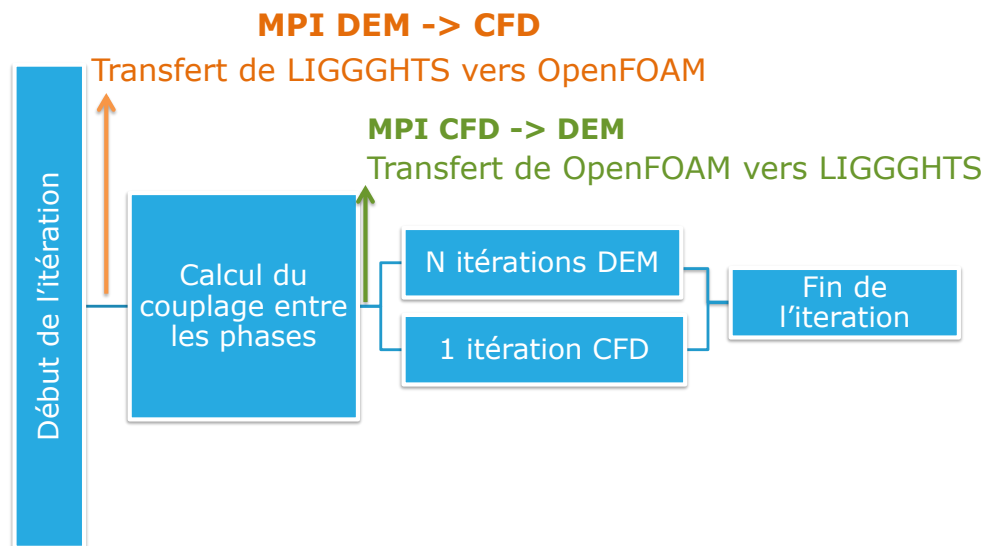 MPI DEM -> CFD
Transfert de LIGGGHTS vers OpenFOAM
MPI CFD -> DEM
Transfert de OpenFOAM vers LIGGGHTS
Début de l'itération
Calcul du
couplage entre
les phases
N itérations DEM
1 itération CFD
Fin de
l'iteration